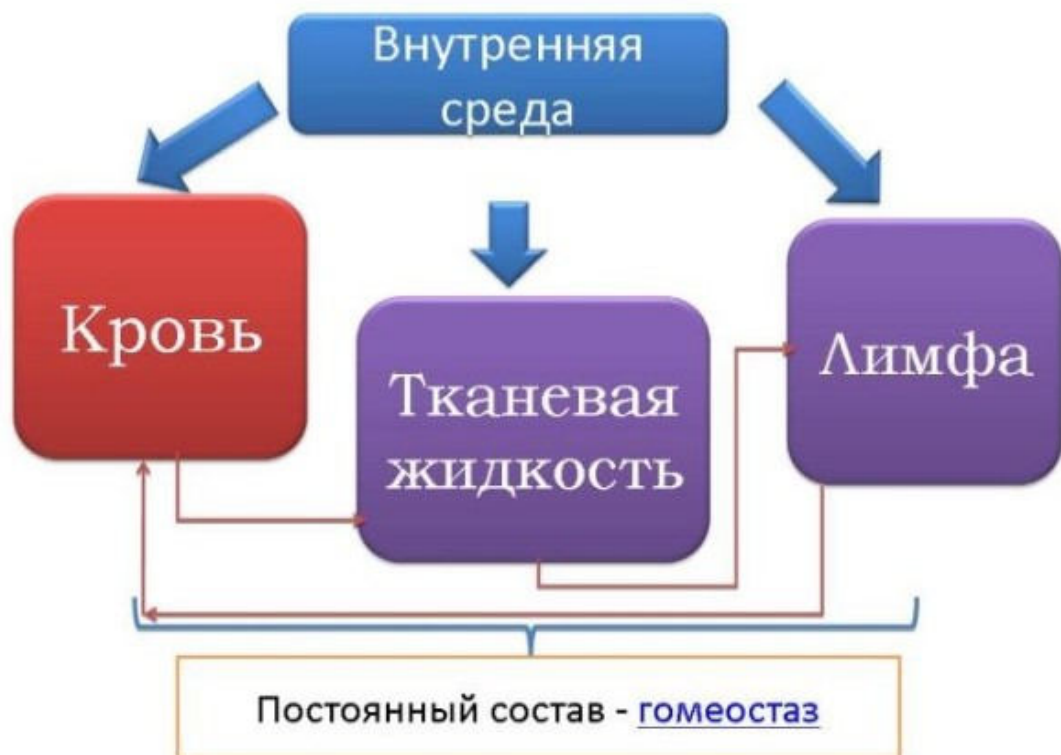 Внутренняя
среда
Кровь
Тканевая
жидкость
Лимфа
Постоянный состав - гомеостаз